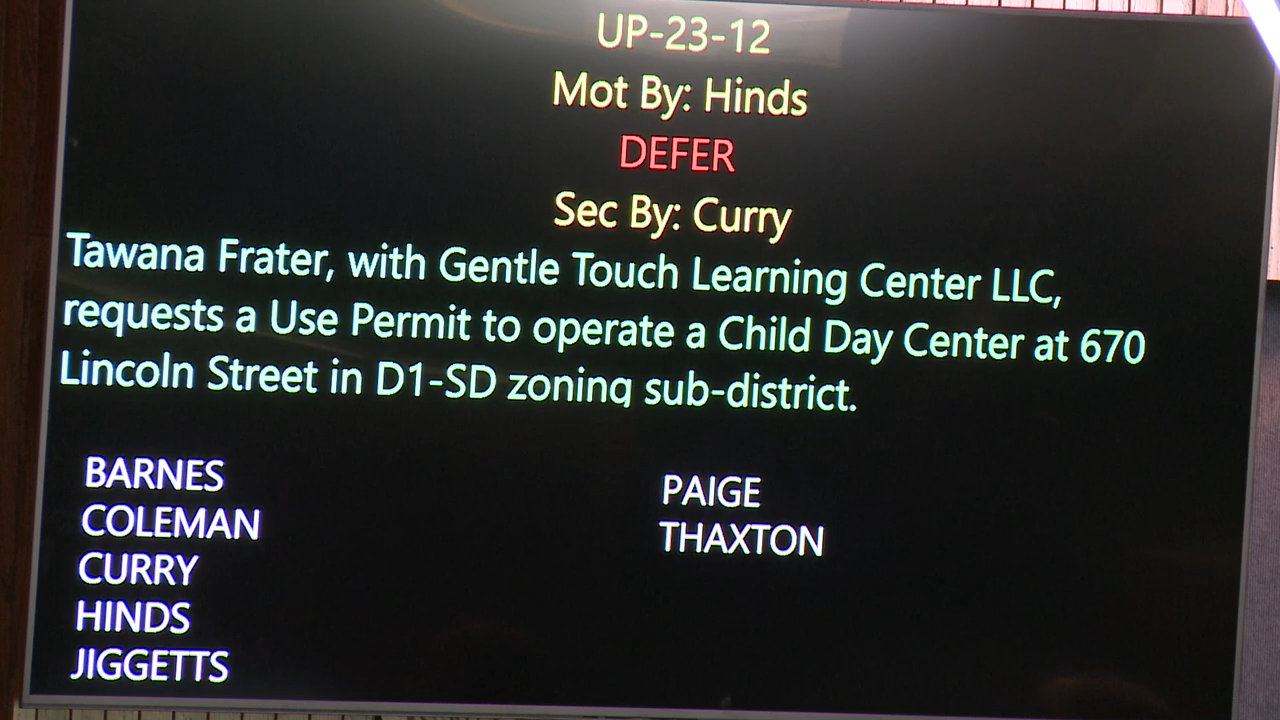 UP-23-12
Mot By: Hinds
DEFER
Sec By: Curry
Tawana Frater, with Gentle Touch Learning Center LLC,
requests a Use Permit to operate a Child Day Center at 670
Lincoln Street in D1-SD zoning sub-district.
BARNES
COLEMAN
CURRY
HINDS
JIGGETTS
PAIGE
THAXTON